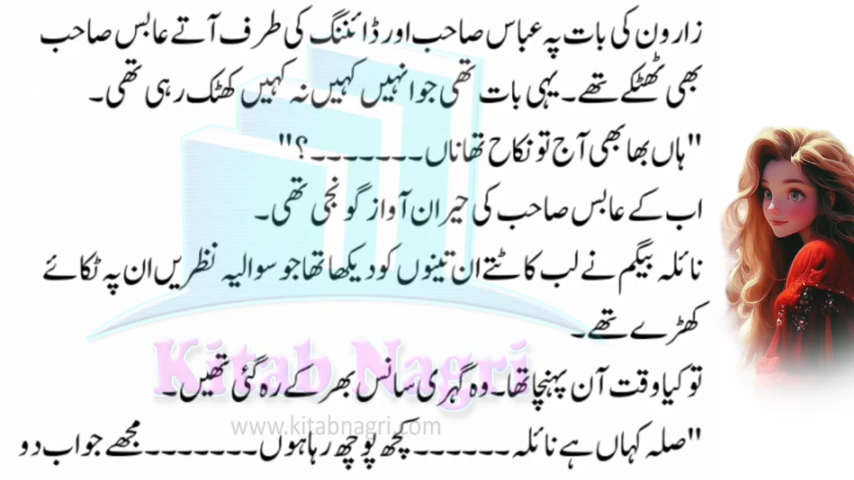 زارون کی بات پہ عباس صاحب اور ڈائننگ کی طرف آتے عابس صاحب
بھی ٹھٹکے تھے۔ یہی بات تھی جو انہیں کہیں نہ کہیں کھٹک رہی تھی۔
"ہاں بھابھی آج تو نکاح تھا ناں۔۔۔۔۔۔۔؟"
اب کے عابس صاحب کی حیران آواز گونجی تھی۔
نائلہ بیگم نے لب کاٹتے ان تینوں کو دیکھا تھا جو سوالیہ نظریں ان پہ ٹکائے
کھڑے تھے۔
Kitab Nagri
تو کیا وقت آن پہنچا تھا۔ وہ گہری سانس بھر کے رہ گئی تھیں۔
www.kitabnagri.com
"صلہ کہاں ہے نائلہ۔۔۔۔۔۔ کچھ پوچھ رہا ہوں۔۔۔۔۔۔۔ مجھے جواب دو